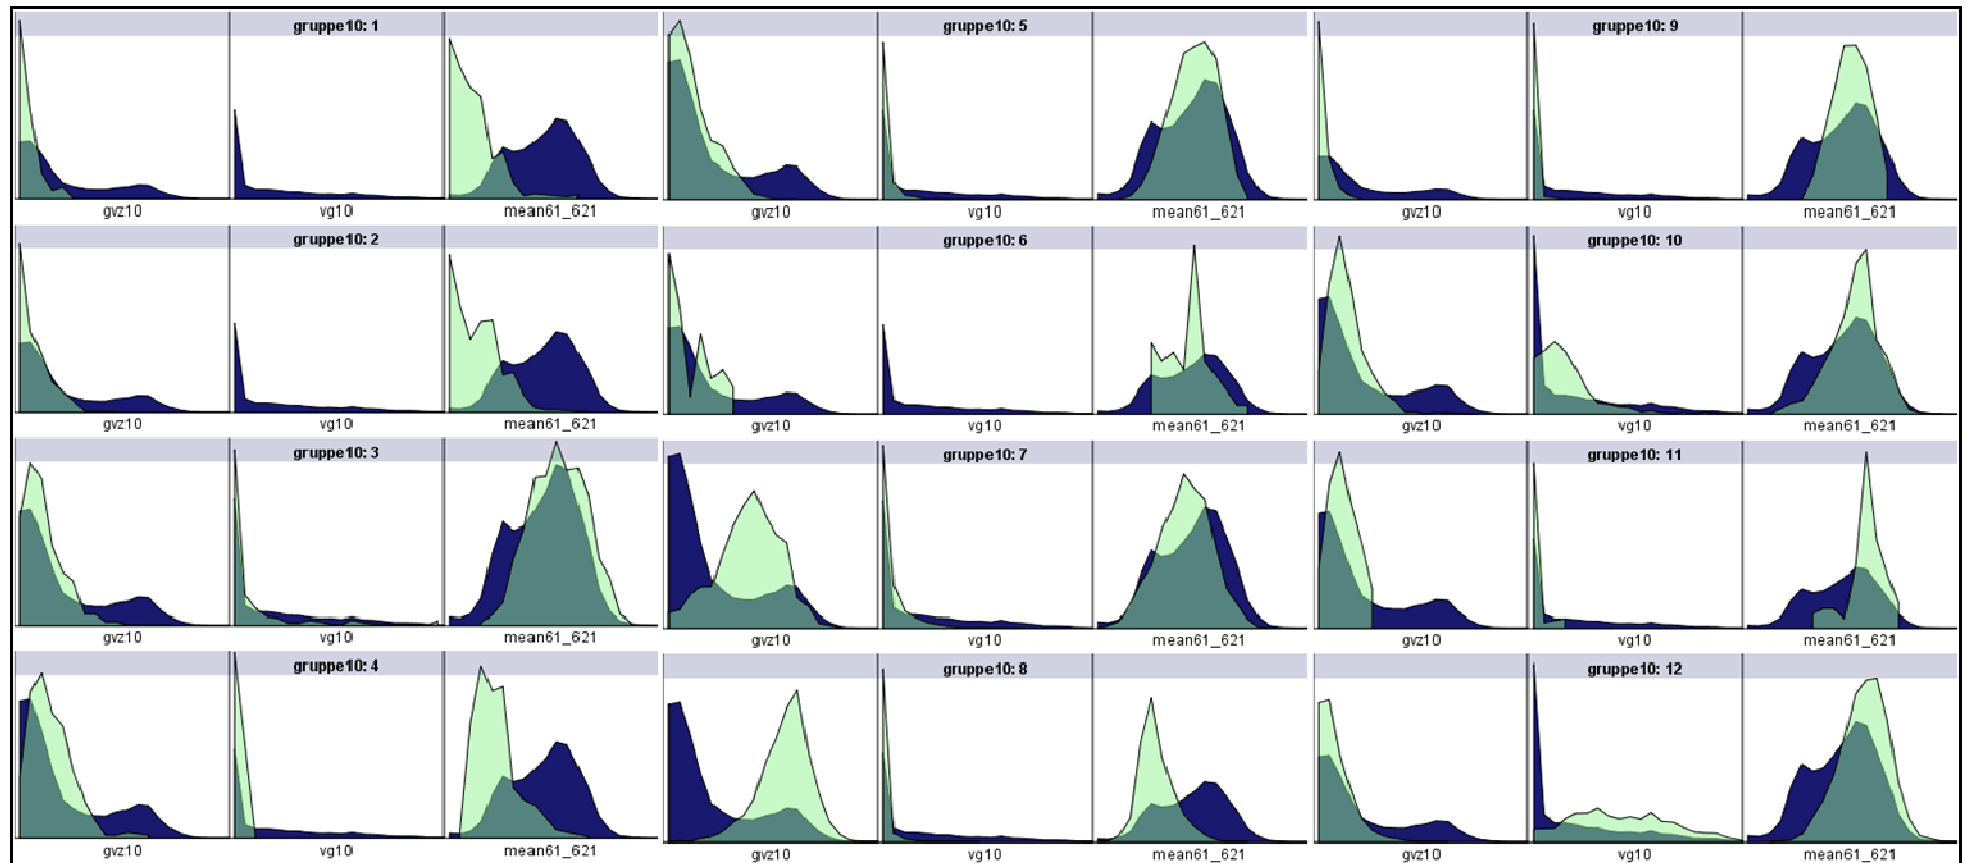 gruppe10: 1
gvz10 vg10 mean61_621
gruppe10: 5
gvz10 vg10 mean61_621
gruppe10: 9
gvz10 vg10 mean61_621
gruppe10: 2
gvz10 vg10 mean61_621
gruppe10: 6
gvz10 vg10 mean61_621
gruppe10: 10
gvz10 vg10 mean61_621
gruppe10: 3
gvz10 vg10 mean61_621
gruppe10: 7
gvz10 vg10 mean61_621
gruppe10: 11
gvz10 vg10 mean61_621
gruppe10: 4
gvz10 vg10 mean61_621
gruppe10: 8
gvz10 vg10 mean61_621
gruppe10: 12
gvz10 vg10 mean61_621